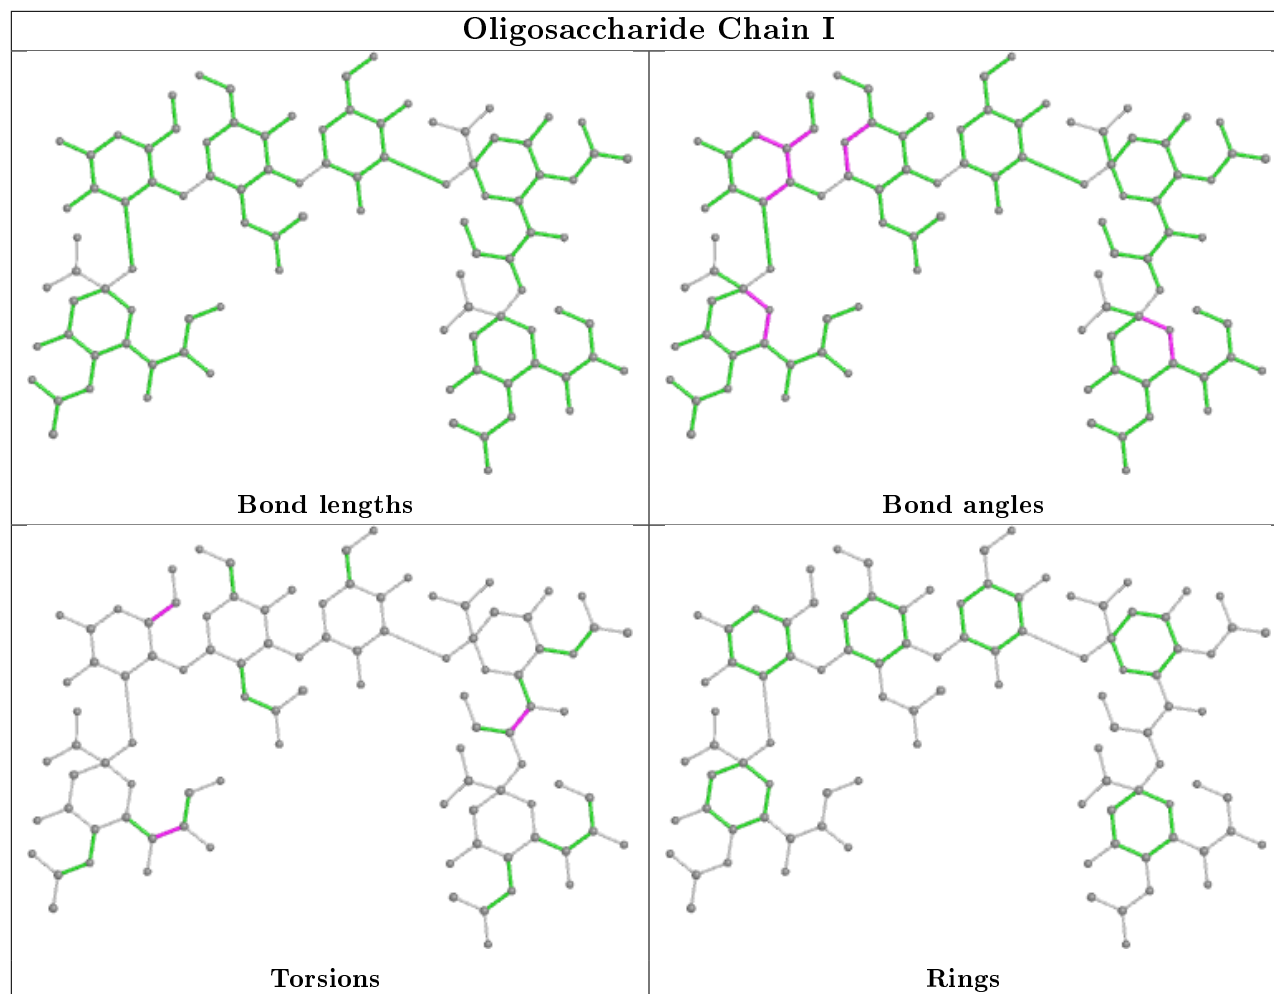 Oligosaccharide Chain I
Bond lengths
Bond angles
Torsions
Rings